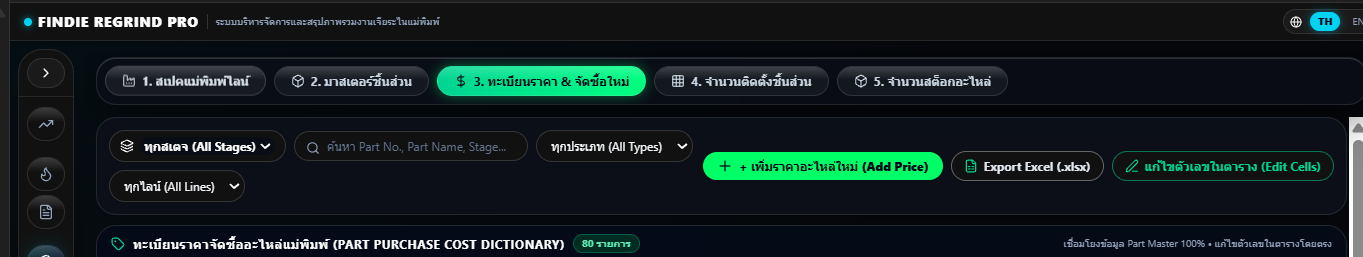 FINDIE REGRIND PRO
ระบบบริหารจัดการและสรุปภาพรวมงานเจียระไนแม่พิมพ์
TH
EN
1. สเปคแม่พิมพ์ไลน์
2. มาสเตอร์ชิ้นส่วน
3. ทะเบียนราคา & จัดซื้อใหม่
4. จำนวนติดตั้งชิ้นส่วน
5. จำนวนสต็อกอะไหล่
ทุกสเตจ (All Stages)
ค้นหา Part No., Part Name, Stage...
ทุกประเภท (All Types)
ทุกไลน์ (All Lines)
+ เพิ่มราคาอะไหล่ใหม่ (Add Price)
Export Excel (.xlsx)
แก้ไขตัวเลขในตาราง (Edit Cells)
ทะเบียนราคาจัดซื้ออะไหล่แม่พิมพ์ (PART PURCHASE COST DICTIONARY)
80 รายการ
เชื่อมโยงข้อมูล Part Master 100% • แก้ไขตัวเลขในตารางโดยตรง